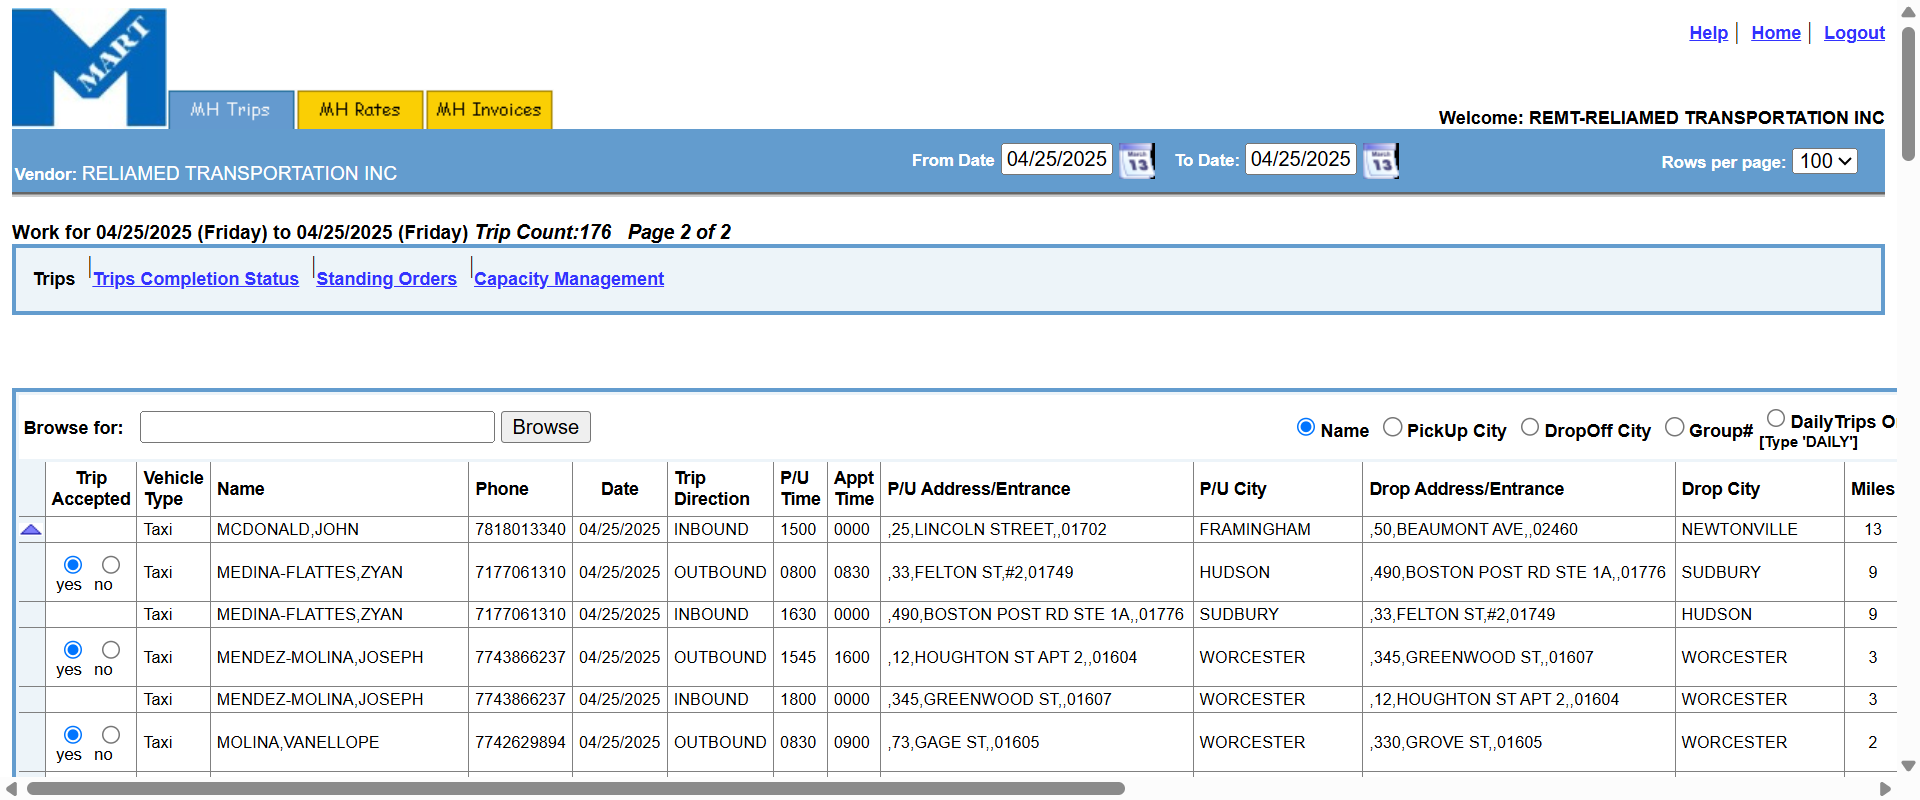 MART
Help Home Logout
MH Trips MH Rates MH Invoices
Welcome: REMT-RELIAMED TRANSPORTATION INC
Vendor: RELIAMED TRANSPORTATION INC From Date 04/25/2025 March 13 To Date: 04/25/2025 March 13 Rows per page: 100
Work for 04/25/2025 (Friday) to 04/25/2025 (Friday) Trip Count:176 Page 2 of 2
Trips Trips Completion Status Standing Orders Capacity Management
Browse for: Browse Name PickUp City DropOff City Group# DailyTrips O
[Type 'DAILY']
Trip Accepted Vehicle Type Name Phone Date Trip Direction P/U Time Appt Time P/U Address/Entrance P/U City Drop Address/Entrance Drop City Miles
Taxi MCDONALD,JOHN 7818013340 04/25/2025 INBOUND 1500 0000 ,25,LINCOLN STREET,,01702 FRAMINGHAM ,50,BEAUMONT AVE,,02460 NEWTONVILLE 13
yes no Taxi MEDINA-FLATTES,ZYAN 7177061310 04/25/2025 OUTBOUND 0800 0830 ,33,FELTON ST,#2,01749 HUDSON ,490,BOSTON POST RD STE 1A,,01776 SUDBURY 9
Taxi MEDINA-FLATTES,ZYAN 7177061310 04/25/2025 INBOUND 1630 0000 ,490,BOSTON POST RD STE 1A,,01776 SUDBURY ,33,FELTON ST,#2,01749 HUDSON 9
yes no Taxi MENDEZ-MOLINA,JOSEPH 7743866237 04/25/2025 OUTBOUND 1545 1600 ,12,HOUGHTON ST APT 2,,01604 WORCESTER ,345,GREENWOOD ST,,01607 WORCESTER 3
Taxi MENDEZ-MOLINA,JOSEPH 7743866237 04/25/2025 INBOUND 1800 0000 ,345,GREENWOOD ST,,01607 WORCESTER ,12,HOUGHTON ST APT 2,,01604 WORCESTER 3
yes no Taxi MOLINA,VANELLOPE 7742629894 04/25/2025 OUTBOUND 0830 0900 ,73,GAGE ST,,01605 WORCESTER ,330,GROVE ST,,01605 WORCESTER 2